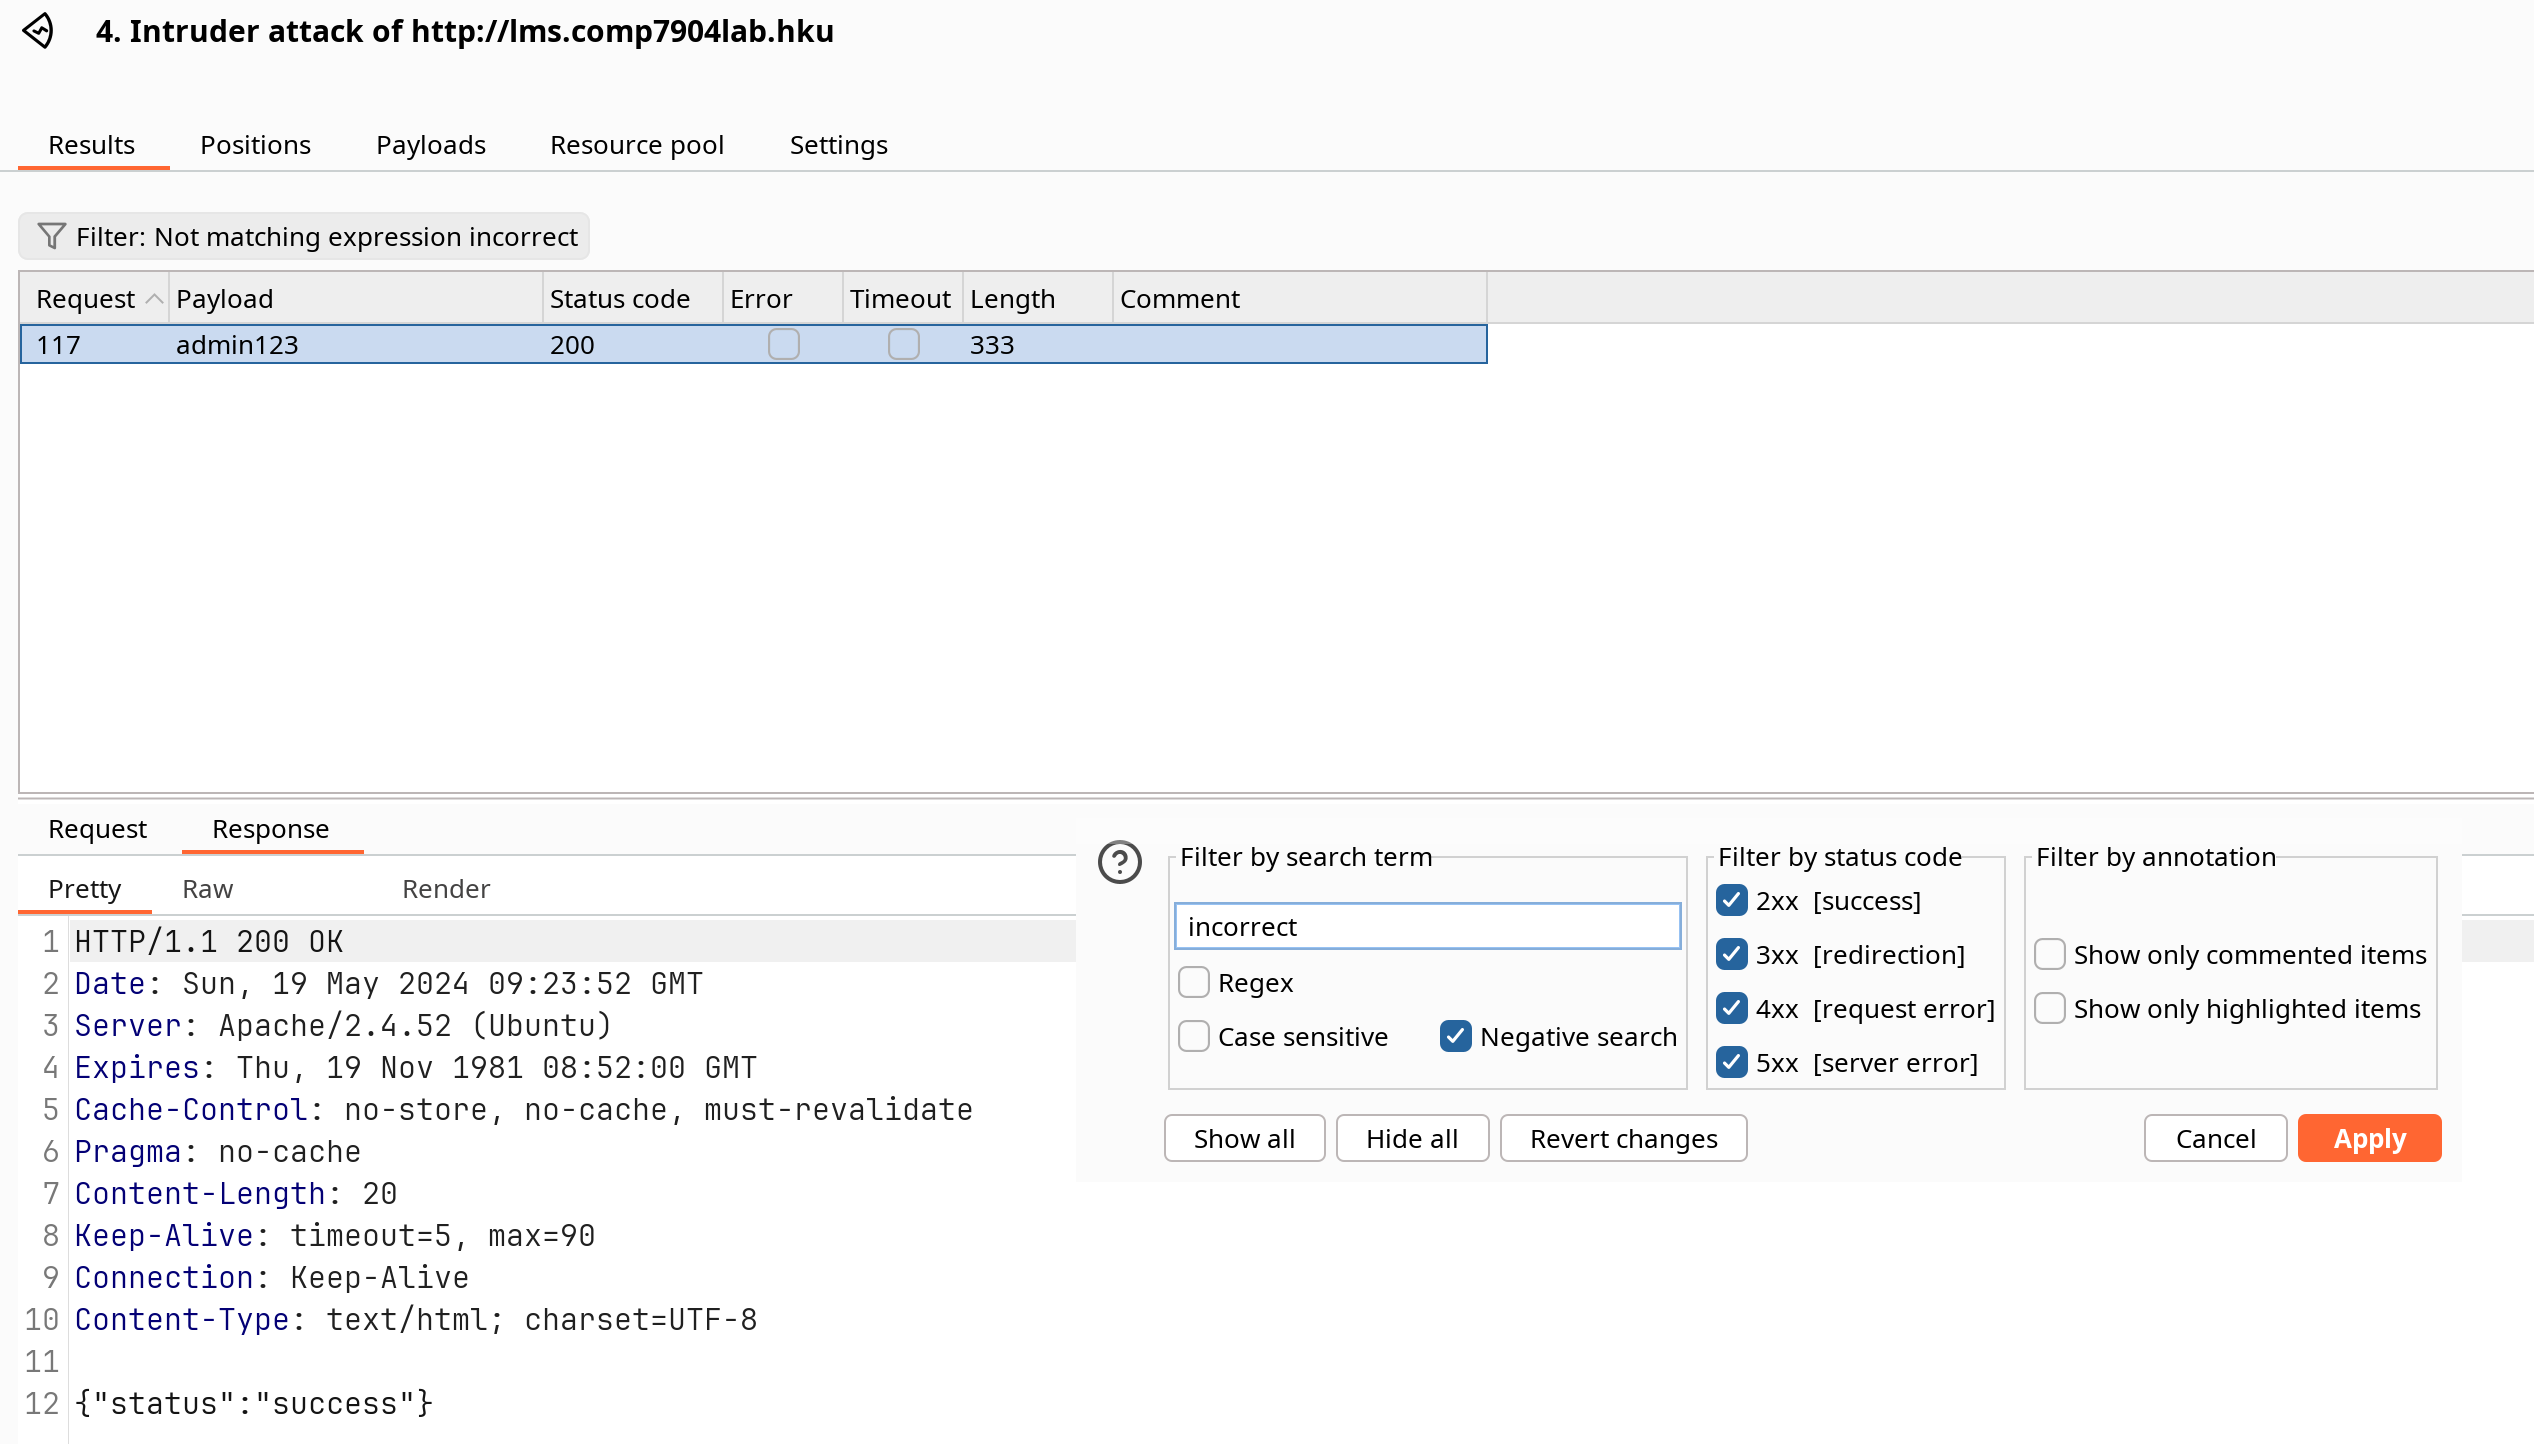 4. Intruder attack of http://lms.comp7904lab.hku
Results Positions Payloads Resource pool Settings
Filter: Not matching expression incorrect
Request Payload Status code Error Timeout Length Comment
117 admin123 200 333
Request Response
Pretty Raw Render
1 HTTP/1.1 200 OK
2 Date: Sun, 19 May 2024 09:23:52 GMT
3 Server: Apache/2.4.52 (Ubuntu)
4 Expires: Thu, 19 Nov 1981 08:52:00 GMT
5 Cache-Control: no-store, no-cache, must-revalidate
6 Pragma: no-cache
7 Content-Length: 20
8 Keep-Alive: timeout=5, max=90
9 Connection: Keep-Alive
10 Content-Type: text/html; charset=UTF-8
11
12 {"status":"success"}
Filter by search term
incorrect
Regex
Case sensitive Negative search
Filter by status code
2xx [success]
3xx [redirection]
4xx [request error]
5xx [server error]
Filter by annotation
Show only commented items
Show only highlighted items
Show all Hide all Revert changes Cancel Apply